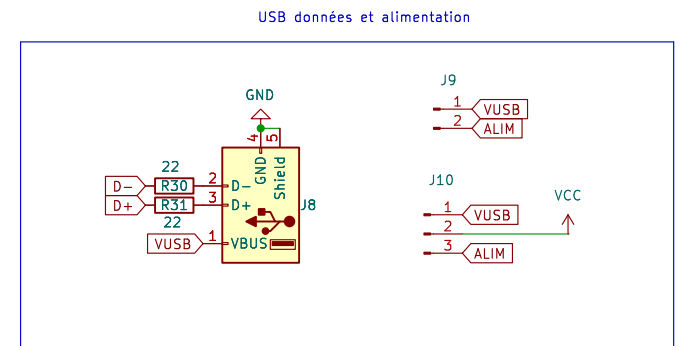 USB données et alimentation
J9
1 VUSB
2 ALIM
GND
4 5
GND Shield
22
D- R30 2 D-
D+ R31 3 D+
22
J8
VUSB 1 VBUS
J10
VCC
1 VUSB
2
3 ALIM